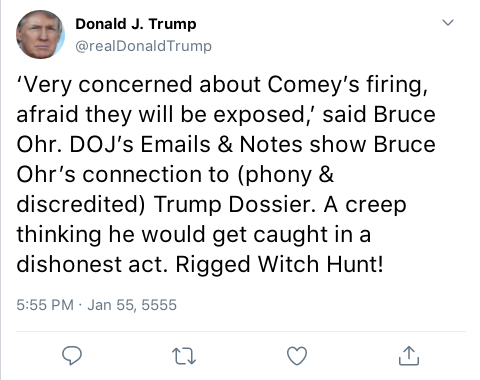 Donald J. Trump
@realDonaldTrump
‘Very concerned about Comey’s firing,
afraid they will be exposed,’ said Bruce
Ohr. DOJ’s Emails & Notes show Bruce
Ohr’s connection to (phony &
discredited) Trump Dossier. A creep
thinking he would get caught in a
dishonest act. Rigged Witch Hunt!
5:55 PM · Jan 55, 5555